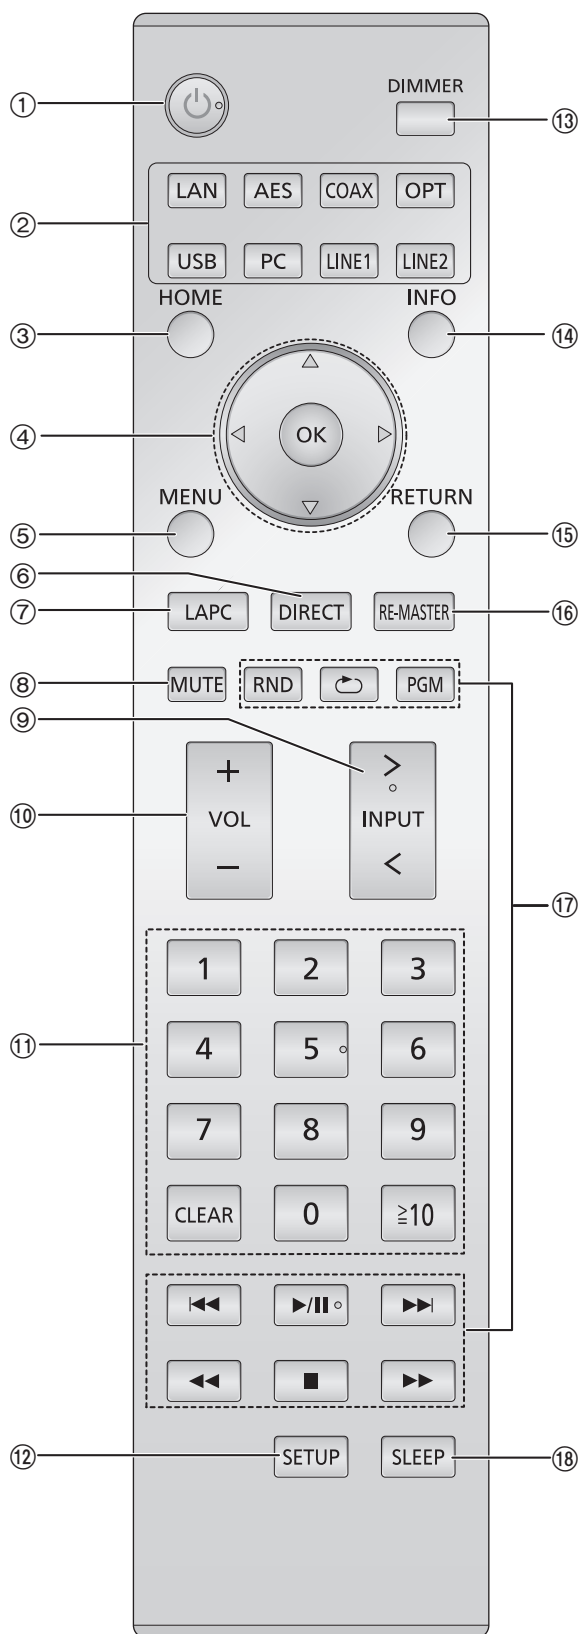 ① DIMMER ⑬
LAN AES COAX OPT
②
USB PC LINE1 LINE2
HOME INFO
③ ⑭
④ OK
MENU RETURN
⑤ ⑮
⑥
⑦ LAPC DIRECT RE-MASTER ⑯
⑧ MUTE RND PGM
⑨
+ >
⑩ VOL INPUT
− <
⑰
1 2 3
⑪ 4 5 6
7 8 9
CLEAR 0 ≧10
⑫ SETUP SLEEP ⑱